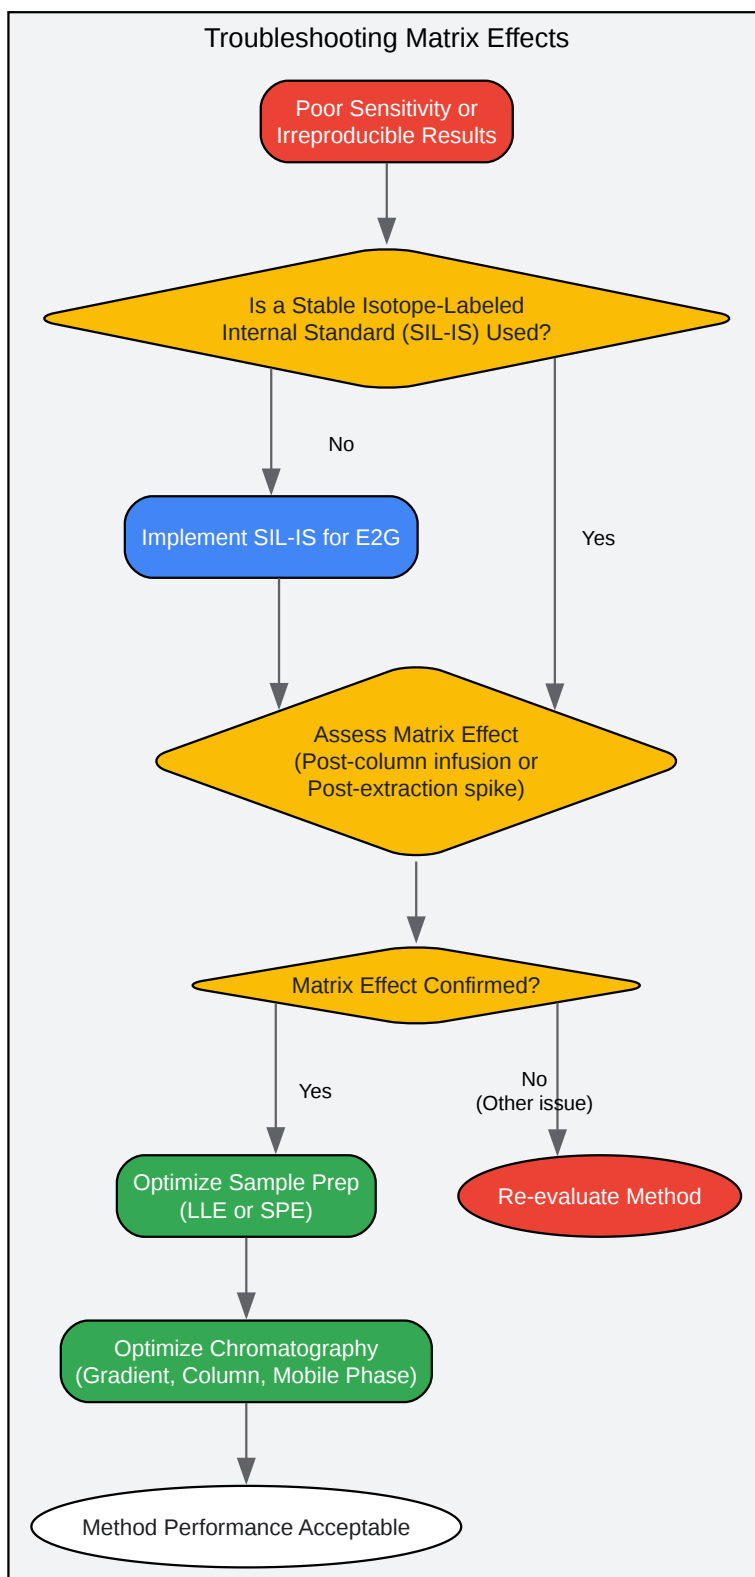 Troubleshooting Matrix Effects
Poor Sensitivity or
Irreproducible Results
Is a Stable Isotope-Labeled
Internal Standard (SIL-IS) Used?
No
Implement SIL-IS for E2G
Yes
Assess Matrix Effect
(Post-column infusion or
Post-extraction spike)
Matrix Effect Confirmed?
Yes
No
(Other issue)
Optimize Sample Prep
(LLE or SPE)
Re-evaluate Method
Optimize Chromatography
(Gradient, Column, Mobile Phase)
Method Performance Acceptable